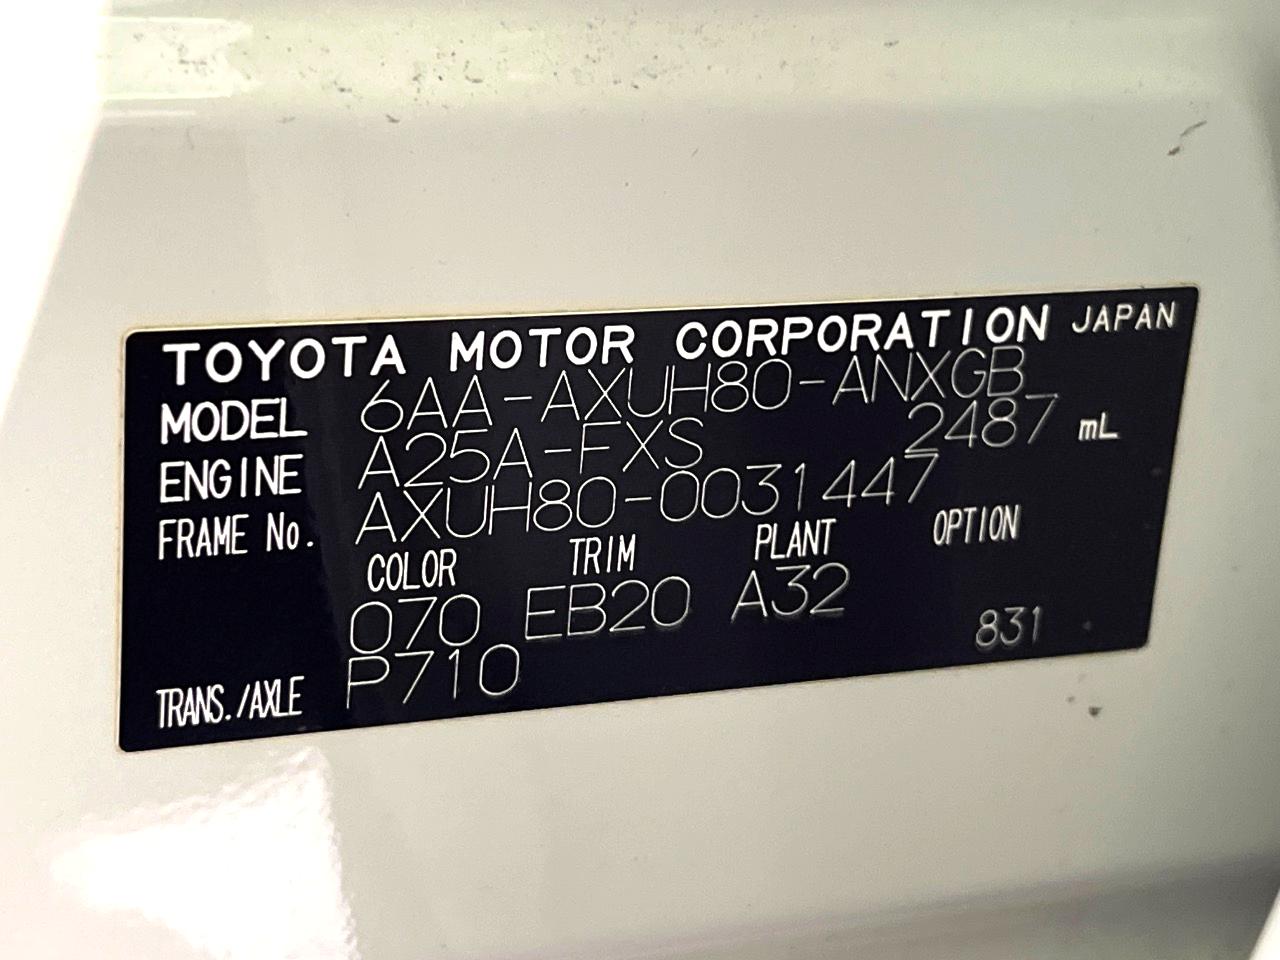 TOYOTA MOTOR CORPORATION JAPAN
MODEL 6AA-AXUH80-ANXGB
ENGINE A25A-FXS 2487 mL
FRAME No. AXUH80-0031447
COLOR TRIM PLANT OPTION
070 EB20 A32
TRANS./AXLE P710 831